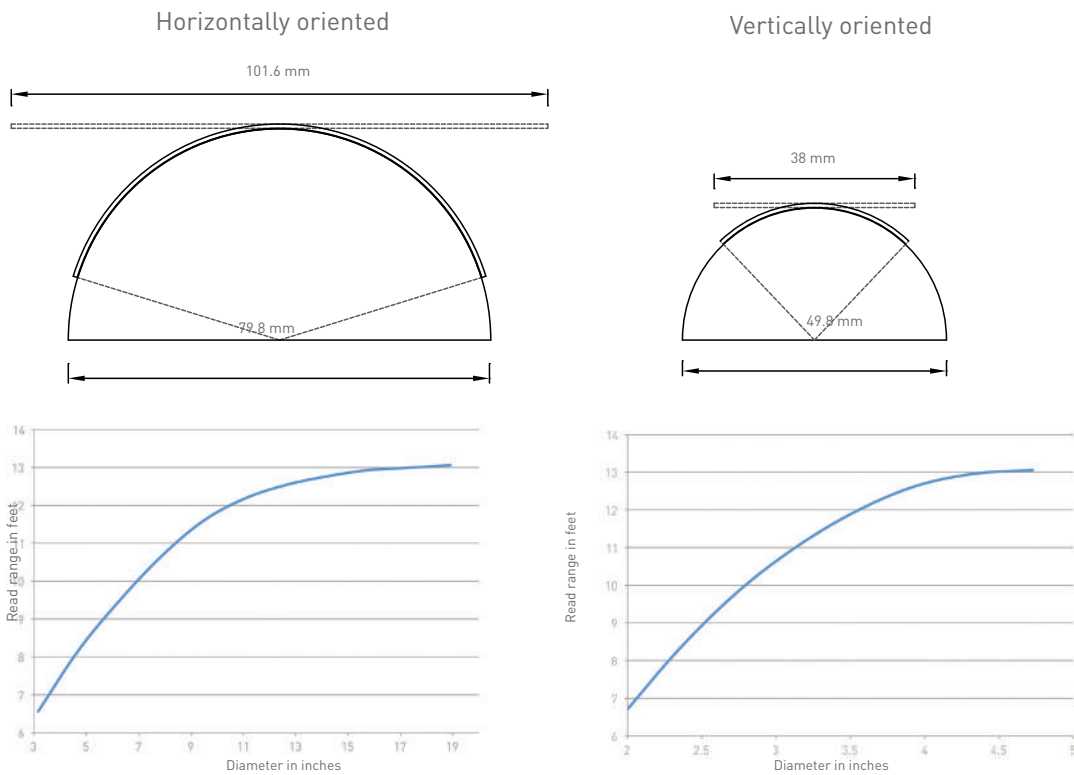 Horizontally oriented
101.6 mm
79.8 mm
14
13
12
11
10
9
8
7
6
Read range in feet
3 5 7 9 11 13 15 17 19
Diameter in inches
Vertically oriented
38 mm
49.8 mm
14
13
12
11
10
9
8
7
6
Read range in feet
2 2.5 3 3.5 4 4.5 5
Diameter in inches